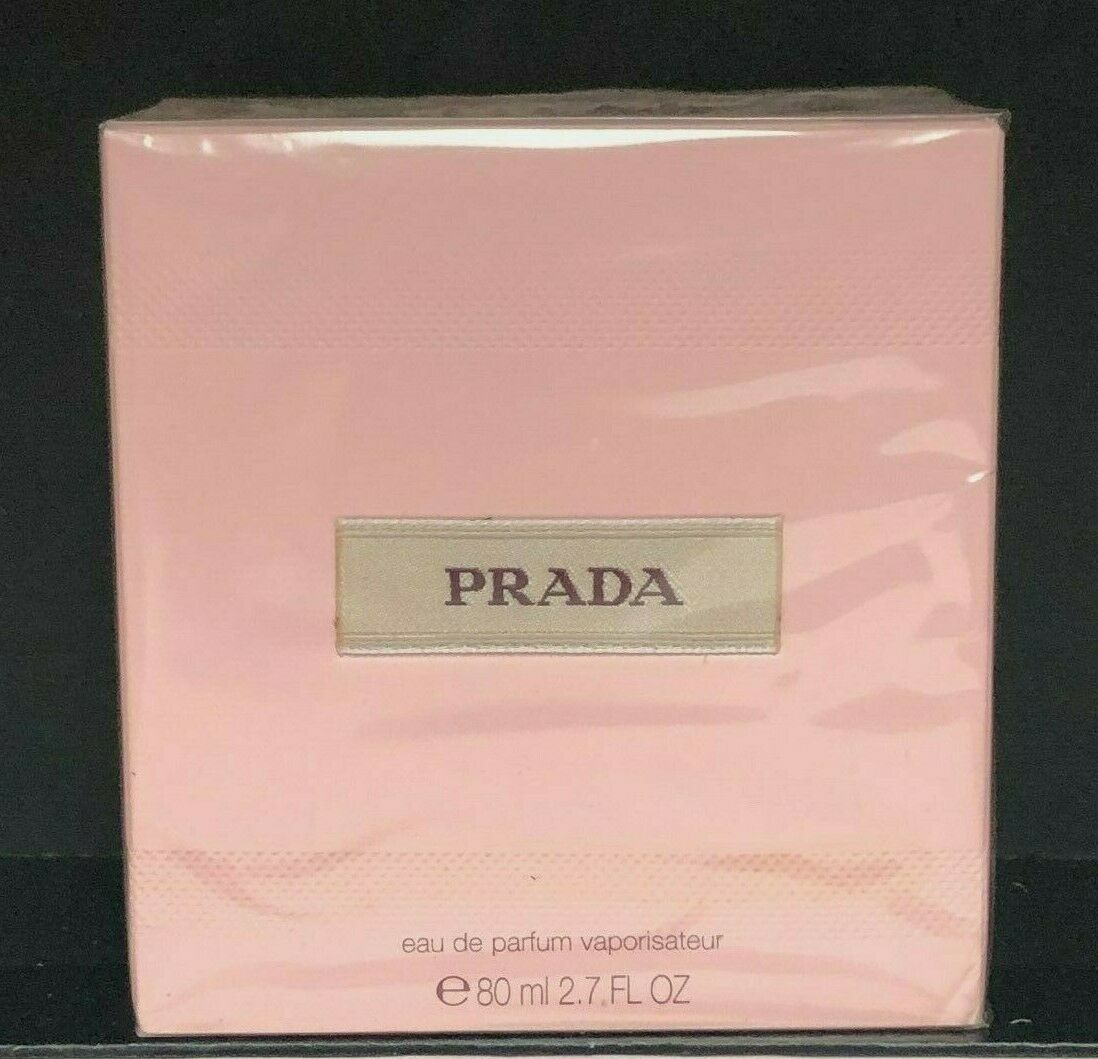 PRADA
eau de parfum vaporisateur
℮ 80 ml 2.7. FL OZ